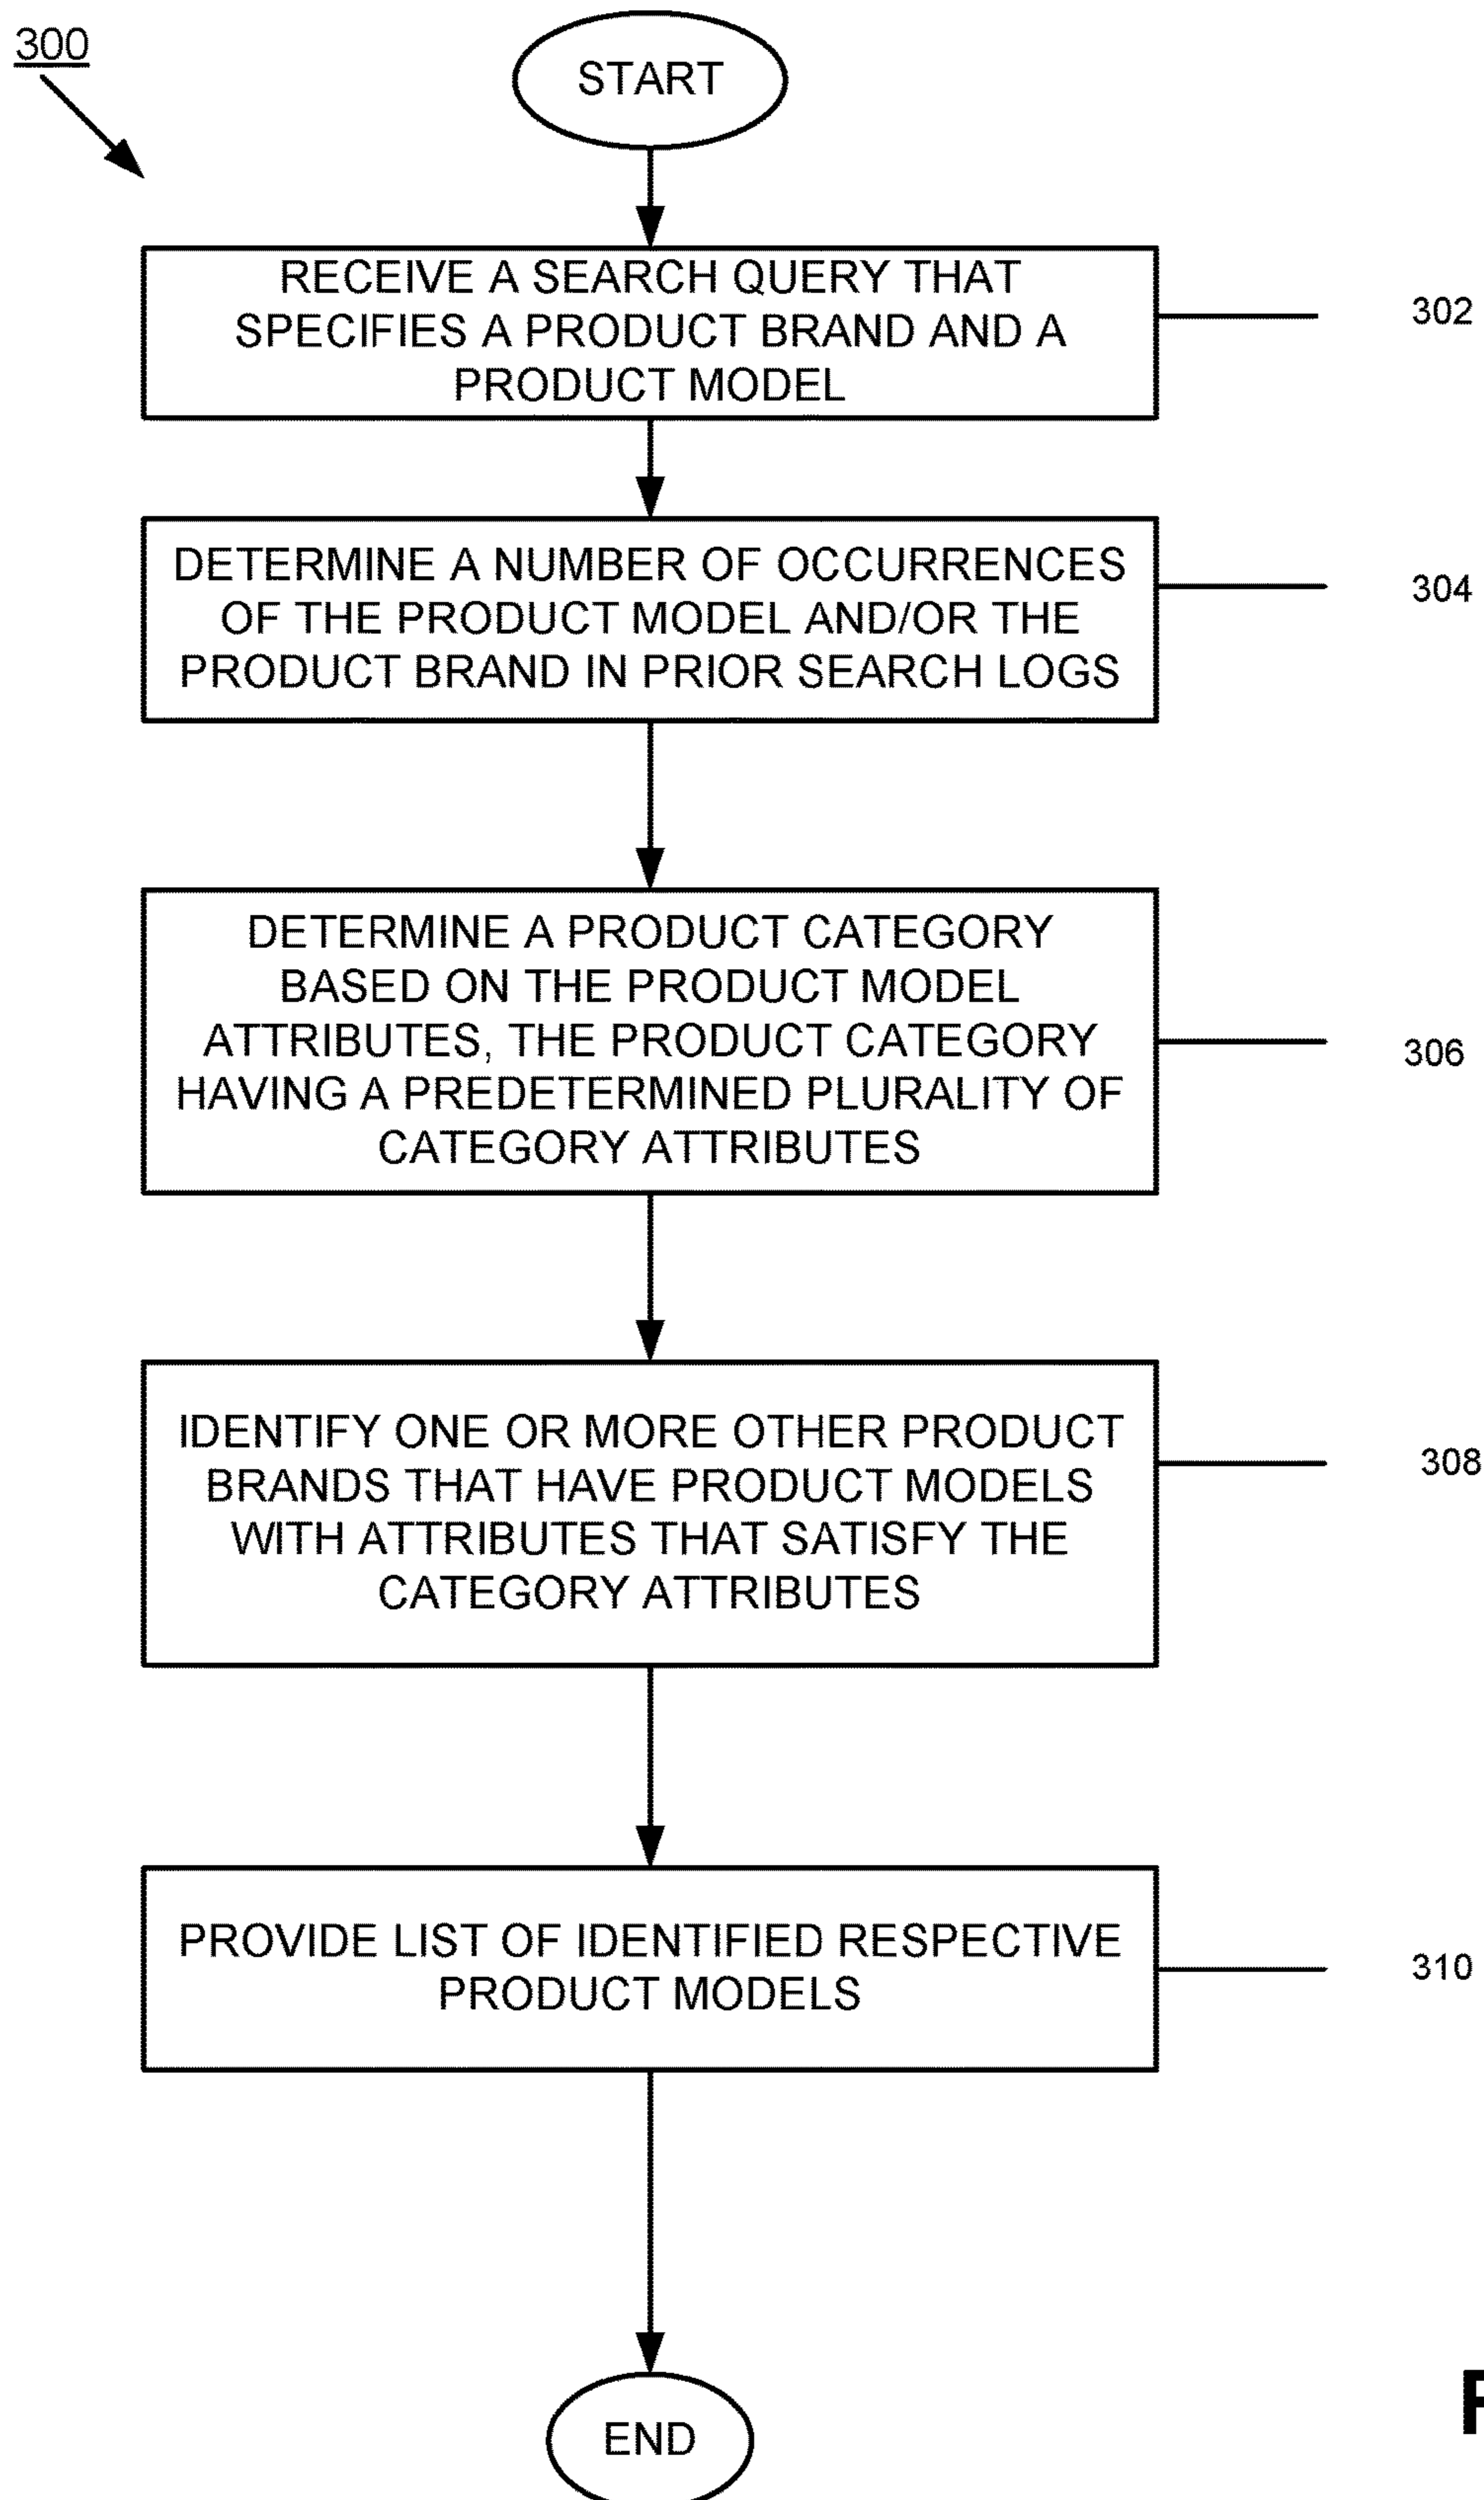 300
START
RECEIVE A SEARCH QUERY THAT
SPECIFIES A PRODUCT BRAND AND A
PRODUCT MODEL
302
DETERMINE A NUMBER OF OCCURRENCES
OF THE PRODUCT MODEL AND/OR THE
PRODUCT BRAND IN PRIOR SEARCH LOGS
304
DETERMINE A PRODUCT CATEGORY
BASED ON THE PRODUCT MODEL
ATTRIBUTES, THE PRODUCT CATEGORY
HAVING A PREDETERMINED PLURALITY OF
CATEGORY ATTRIBUTES
306
IDENTIFY ONE OR MORE OTHER PRODUCT
BRANDS THAT HAVE PRODUCT MODELS
WITH ATTRIBUTES THAT SATISFY THE
CATEGORY ATTRIBUTES
308
PROVIDE LIST OF IDENTIFIED RESPECTIVE
PRODUCT MODELS
310
END